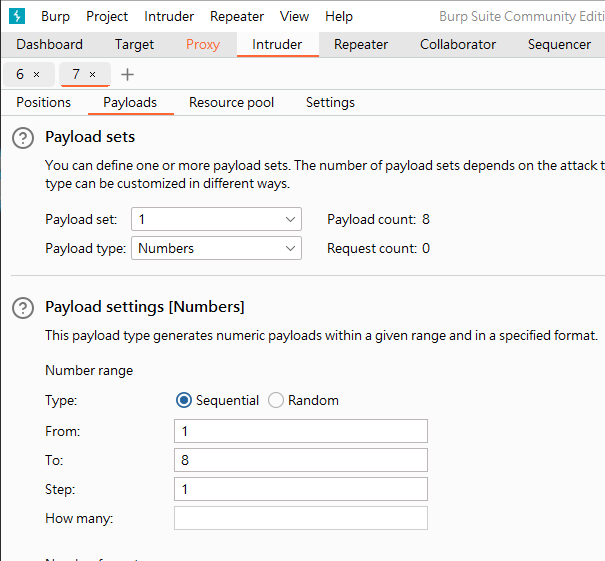 Burp Project Intruder Repeater View Help Burp Suite Community Editi
Dashboard Target Proxy Intruder Repeater Collaborator Sequencer
6 × 7 × +
Positions Payloads Resource pool Settings
? Payload sets
You can define one or more payload sets. The number of payload sets depends on the attack t
type can be customized in different ways.
Payload set: 1 Payload count: 8
Payload type: Numbers Request count: 0
? Payload settings [Numbers]
This payload type generates numeric payloads within a given range and in a specified format.
Number range
Type: Sequential Random
From: 1
To: 8
Step: 1
How many: